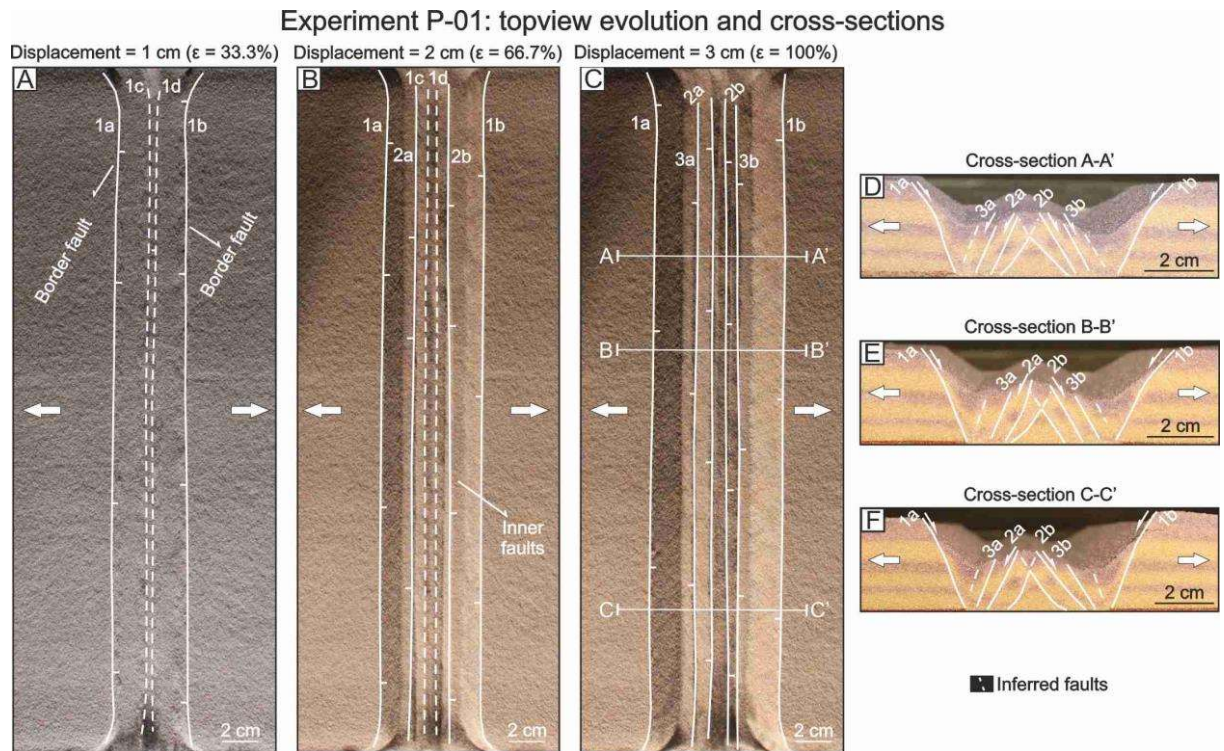 Experiment P-01: topview evolution and cross-sections
Displacement = 1 cm (ε = 33.3%)
Displacement = 2 cm (ε = 66.7%)
Displacement = 3 cm (ε = 100%)
A
1c
1d
1a
1b
Border fault
Border fault
2 cm
B
1c
1d
1a
1b
2a
2b
Inner
faults
2 cm
C
1a
2a
2b
1b
3a
3b
A
A'
B
B'
C
C'
2 cm
Cross-section A-A'
D
1a
3a
2a
2b
3b
1b
2 cm
Cross-section B-B'
E
1a
3a
2a
2b
3b
1b
2 cm
Cross-section C-C'
F
1a
3a
2a
2b
3b
1b
2 cm
Inferred faults